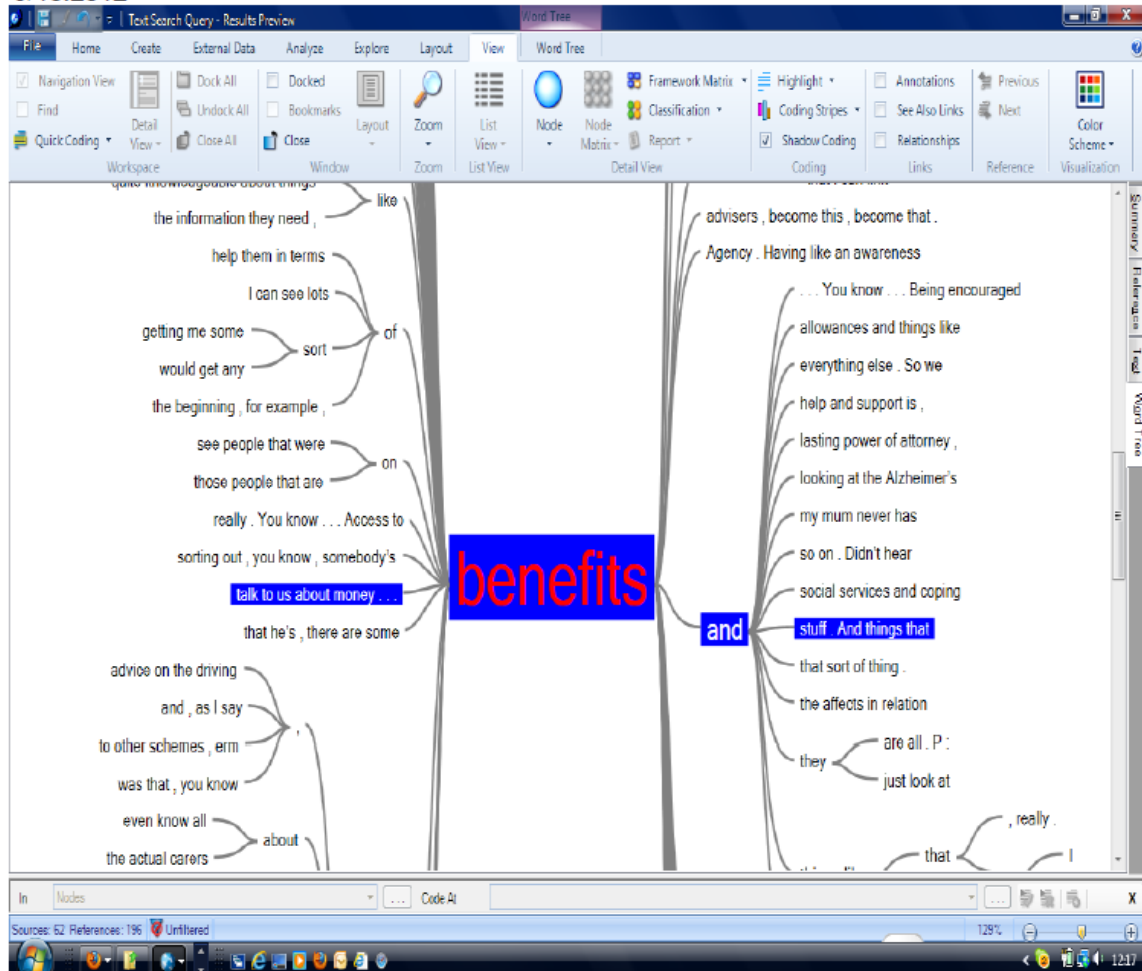 Text Search Query - Results Preview
Word Tree
File Home Create External Data Analyze Explore Layout View Word Tree
Navigation View
Find
Quick Coding
Detail View
Dock All
Undock All
Close All
Workspace
Docked
Bookmarks
Close
Layout
Window
Zoom
Zoom
List View
List View
Node
Node Matrix
Framework Matrix
Classification
Report
Detail View
Highlight
Coding Stripes
Shadow Coding
Coding
Annotations
See Also Links
Relationships
Links
Previous
Next
Reference
Color Scheme
Visualization
quite knowledgeable about things
the information they need ,
like
help them in terms
I can see lots
getting me some
would get any
sort
the beginning , for example ,
of
see people that were
those people that are
on
really . You know . . . Access to
sorting out , you know , somebody's
talk to us about money . . .
that he's , there are some
advice on the driving
and , as I say
to other schemes , erm
was that , you know
,
even know all
the actual carers
about
benefits
advisers , become this , become that .
Agency . Having like an awareness
and
. . . You know . . . Being encouraged
allowances and things like
everything else . So we
help and support is ,
lasting power of attorney ,
looking at the Alzheimer's
my mum never has
so on . Didn't hear
social services and coping
stuff . And things that
that sort of thing .
the affects in relation
they
are all . P :
just look at
that
, really .
I
Summary
Reference
Text
Word Tree
In Nodes ... Code At ... X
Sources: 62 References: 196 Unfiltered 129%
12:17